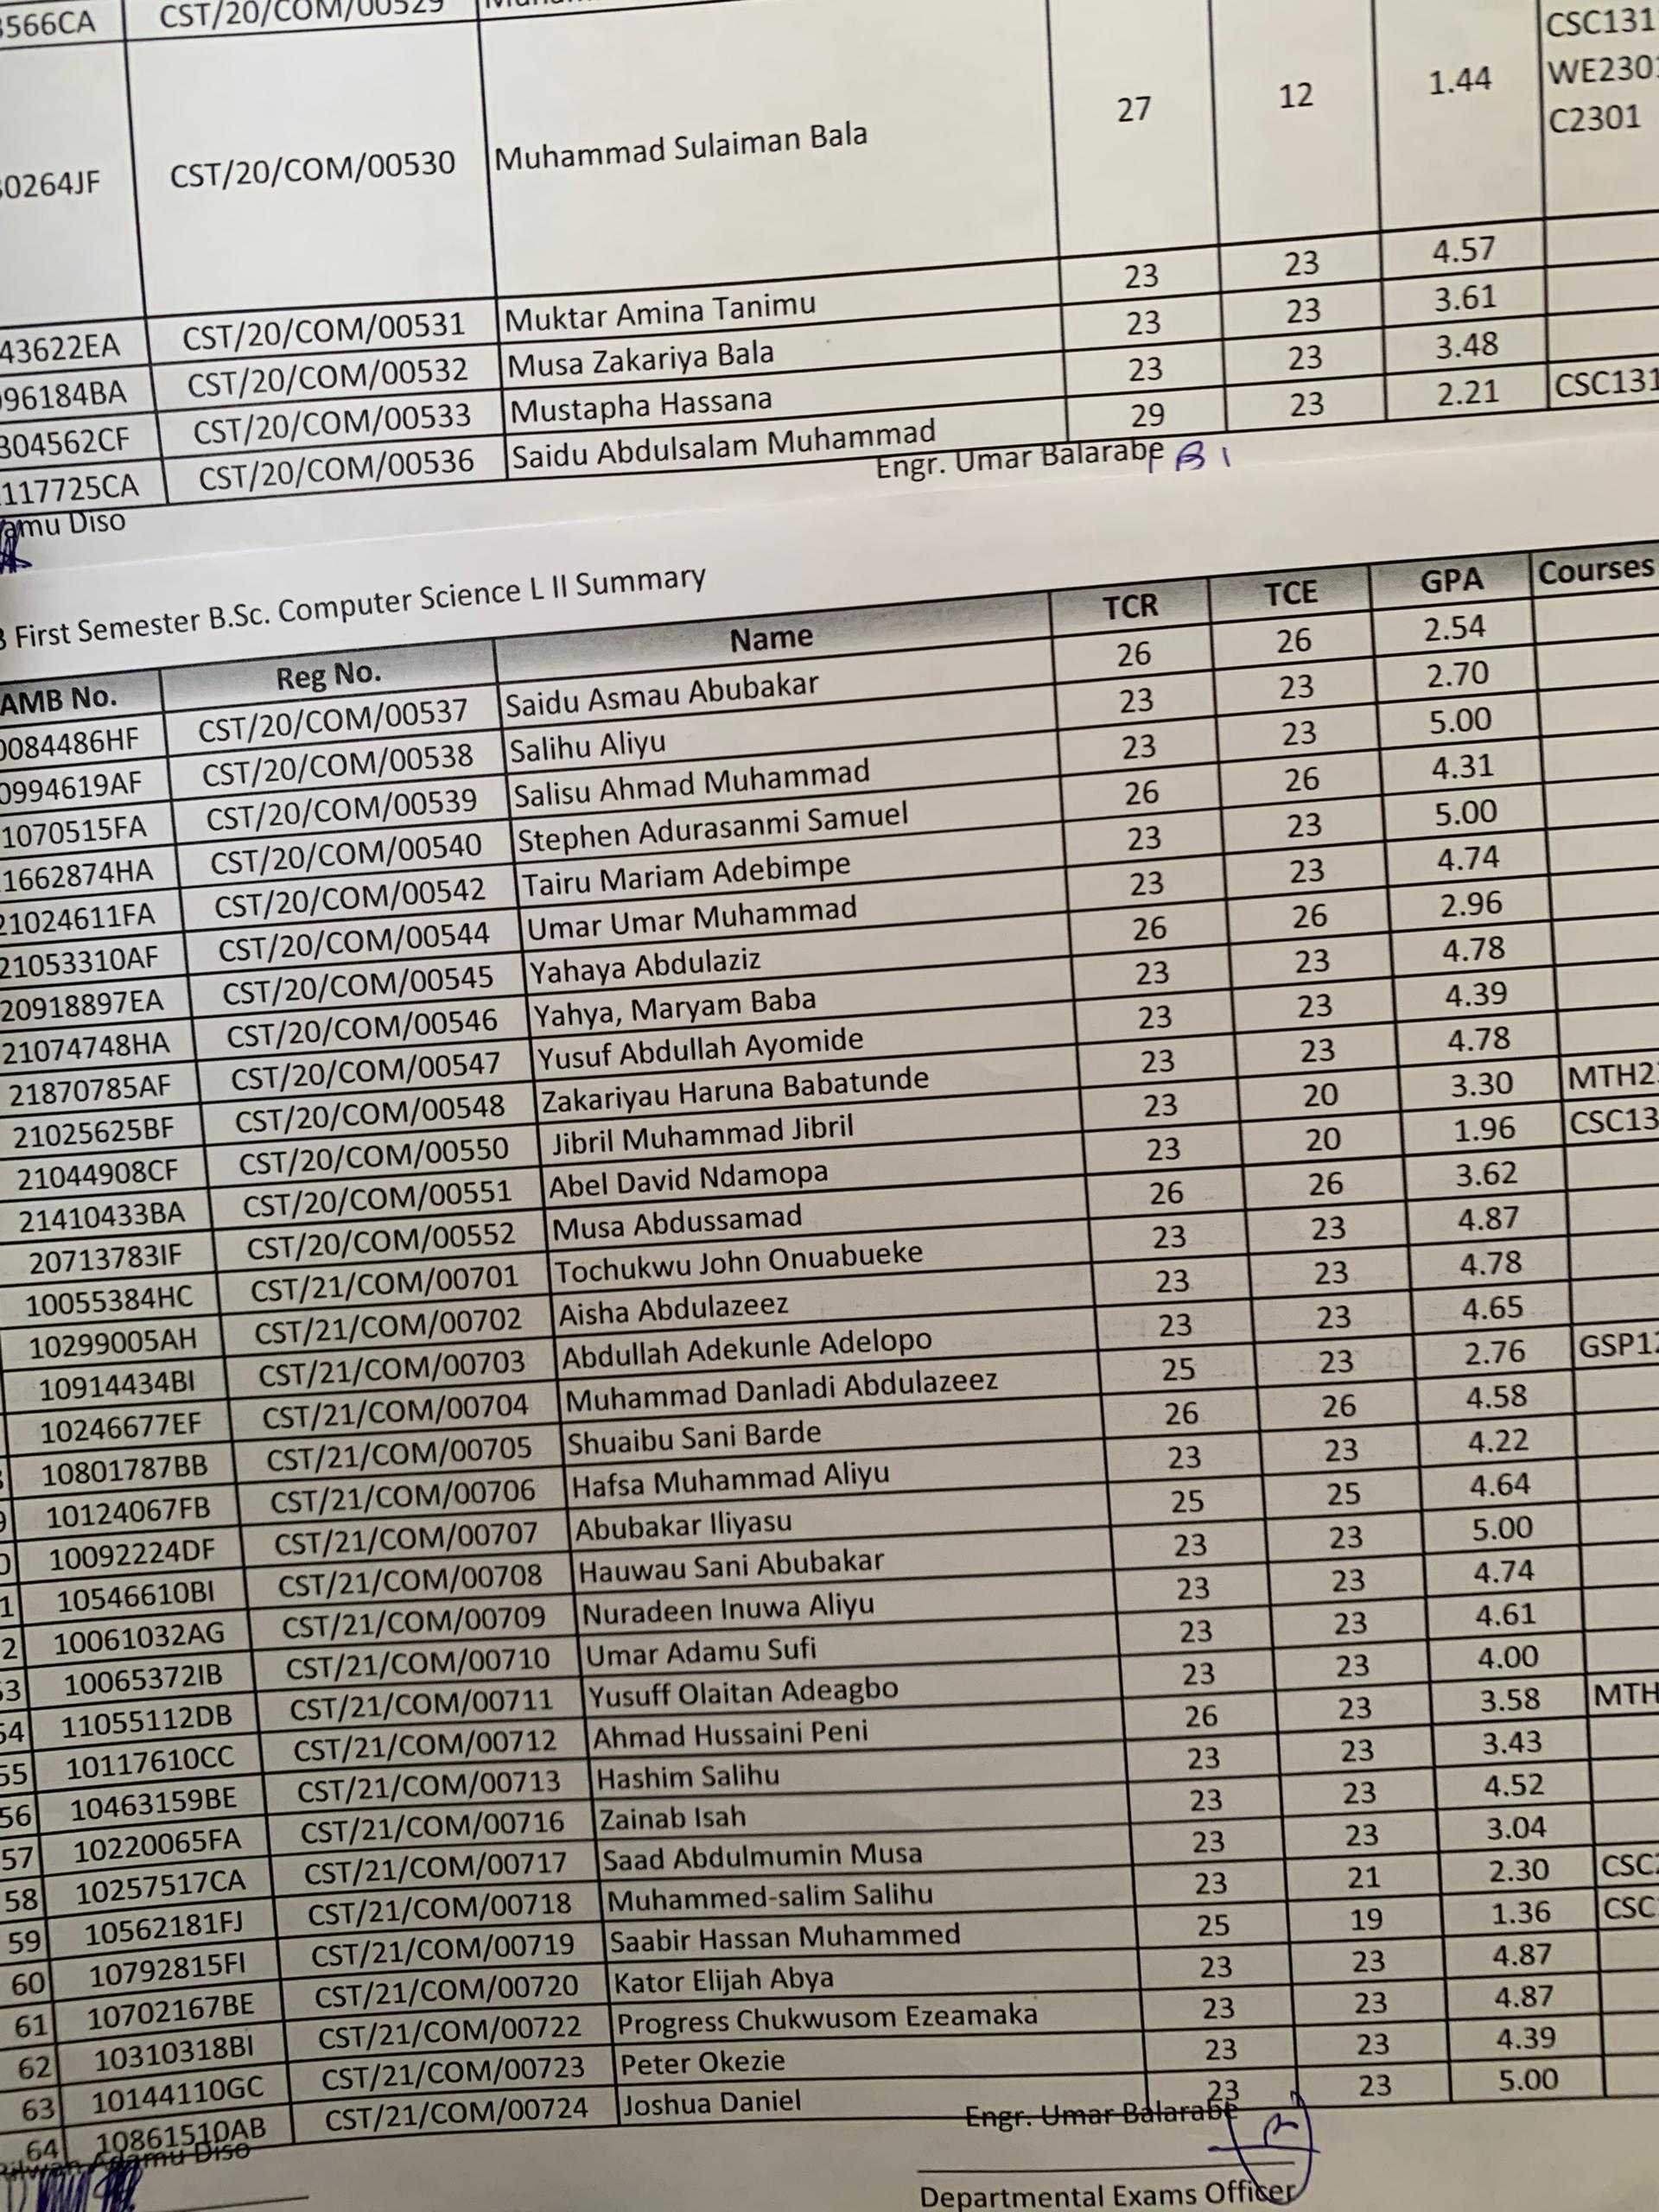 3566CA CST/20/COM/00529
0264JF CST/20/COM/00530 Muhammad Sulaiman Bala 27 12 1.44 CSC131
WE230
C2301
43622EA CST/20/COM/00531 Muktar Amina Tanimu 23 23 4.57
96184BA CST/20/COM/00532 Musa Zakariya Bala 23 23 3.61
304562CF CST/20/COM/00533 Mustapha Hassana 23 23 3.48
117725CA CST/20/COM/00536 Saidu Abdulsalam Muhammad 29 23 2.21 CSC131
amu Diso Engr. Umar Balarabe
First Semester B.Sc. Computer Science L II Summary
AMB No. Reg No. Name TCR TCE GPA Courses
0084486HF CST/20/COM/00537 Saidu Asmau Abubakar 26 26 2.54
0994619AF CST/20/COM/00538 Salihu Aliyu 23 23 2.70
1070515FA CST/20/COM/00539 Salisu Ahmad Muhammad 23 23 5.00
1662874HA CST/20/COM/00540 Stephen Adurasanmi Samuel 26 26 4.31
21024611FA CST/20/COM/00542 Tairu Mariam Adebimpe 23 23 5.00
21053310AF CST/20/COM/00544 Umar Umar Muhammad 23 23 4.74
20918897EA CST/20/COM/00545 Yahaya Abdulaziz 26 26 2.96
21074748HA CST/20/COM/00546 Yahya, Maryam Baba 23 23 4.78
21870785AF CST/20/COM/00547 Yusuf Abdullah Ayomide 23 23 4.39
21025625BF CST/20/COM/00548 Zakariyau Haruna Babatunde 23 23 4.78
21044908CF CST/20/COM/00550 Jibril Muhammad Jibril 23 20 3.30 MTH2
21410433BA CST/20/COM/00551 Abel David Ndamopa 23 20 1.96 CSC13
20713783IF CST/20/COM/00552 Musa Abdussamad 26 26 3.62
10055384HC CST/21/COM/00701 Tochukwu John Onuabueke 23 23 4.87
10299005AH CST/21/COM/00702 Aisha Abdulazeez 23 23 4.78
10914434BI CST/21/COM/00703 Abdullah Adekunle Adelopo 23 23 4.65
10246677EF CST/21/COM/00704 Muhammad Danladi Abdulazeez 25 23 2.76 GSP12
10801787BB CST/21/COM/00705 Shuaibu Sani Barde 26 26 4.58
10124067FB CST/21/COM/00706 Hafsa Muhammad Aliyu 23 23 4.22
0 10092224DF CST/21/COM/00707 Abubakar Iliyasu 25 25 4.64
1 10546610BI CST/21/COM/00708 Hauwau Sani Abubakar 23 23 5.00
2 10061032AG CST/21/COM/00709 Nuradeen Inuwa Aliyu 23 23 4.74
53 10065372IB CST/21/COM/00710 Umar Adamu Sufi 23 23 4.61
54 11055112DB CST/21/COM/00711 Yusuff Olaitan Adeagbo 23 23 4.00
55 10117610CC CST/21/COM/00712 Ahmad Hussaini Peni 26 23 3.58 MTH
56 10463159BE CST/21/COM/00713 Hashim Salihu 23 23 3.43
57 10220065FA CST/21/COM/00716 Zainab Isah 23 23 4.52
58 10257517CA CST/21/COM/00717 Saad Abdulmumin Musa 23 23 3.04
59 10562181FJ CST/21/COM/00718 Muhammed-salim Salihu 23 21 2.30 CSC
60 10792815FI CST/21/COM/00719 Saabir Hassan Muhammed 25 19 1.36 CSC
61 10702167BE CST/21/COM/00720 Kator Elijah Abya 23 23 4.87
62 10310318BI CST/21/COM/00722 Progress Chukwusom Ezeamaka 23 23 4.87
63 10144110GC CST/21/COM/00723 Peter Okezie 23 23 4.39
64 10861510AB CST/21/COM/00724 Joshua Daniel 23 23 5.00
Adamu Diso Engr. Umar Balarabe
Departmental Exams Officer